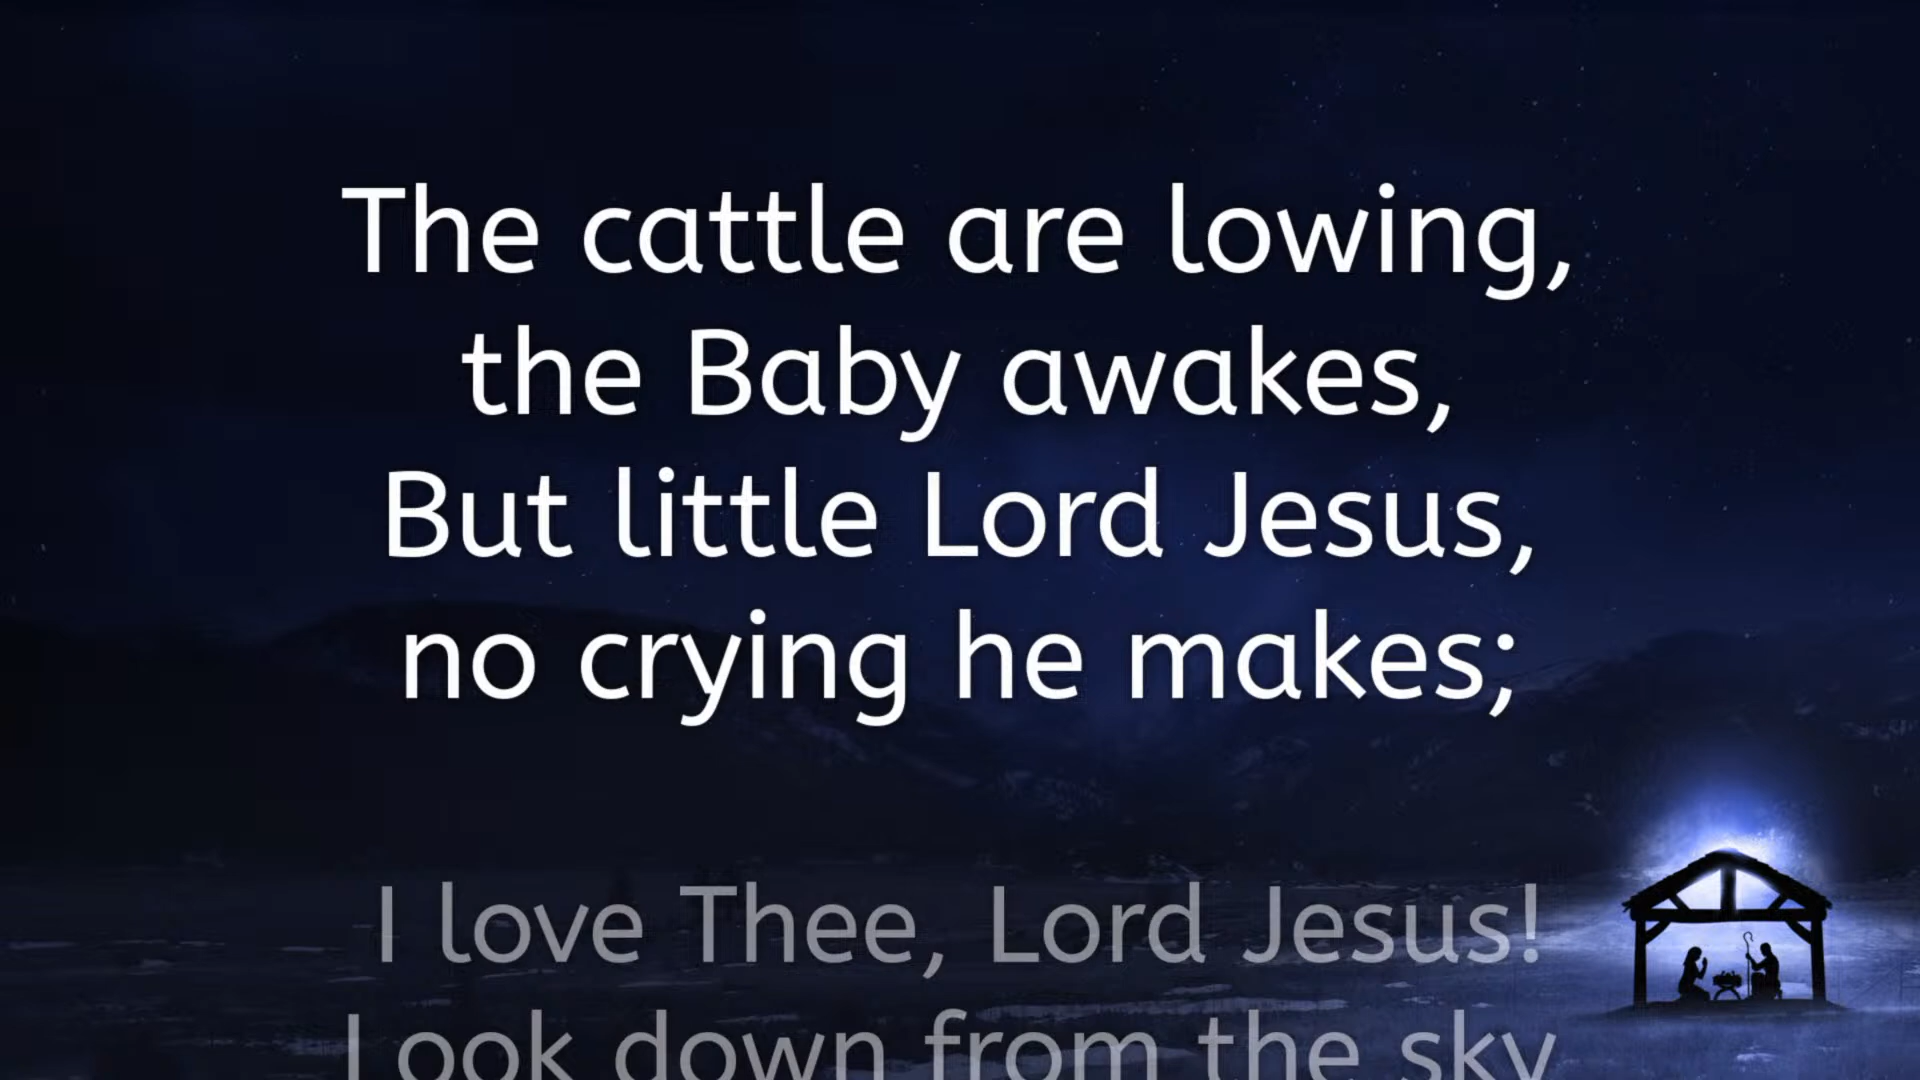 The cattle are lowing,
the Baby awakes,
But little Lord Jesus,
no crying he makes;
I love Thee, Lord Jesus!
Look down from the sky